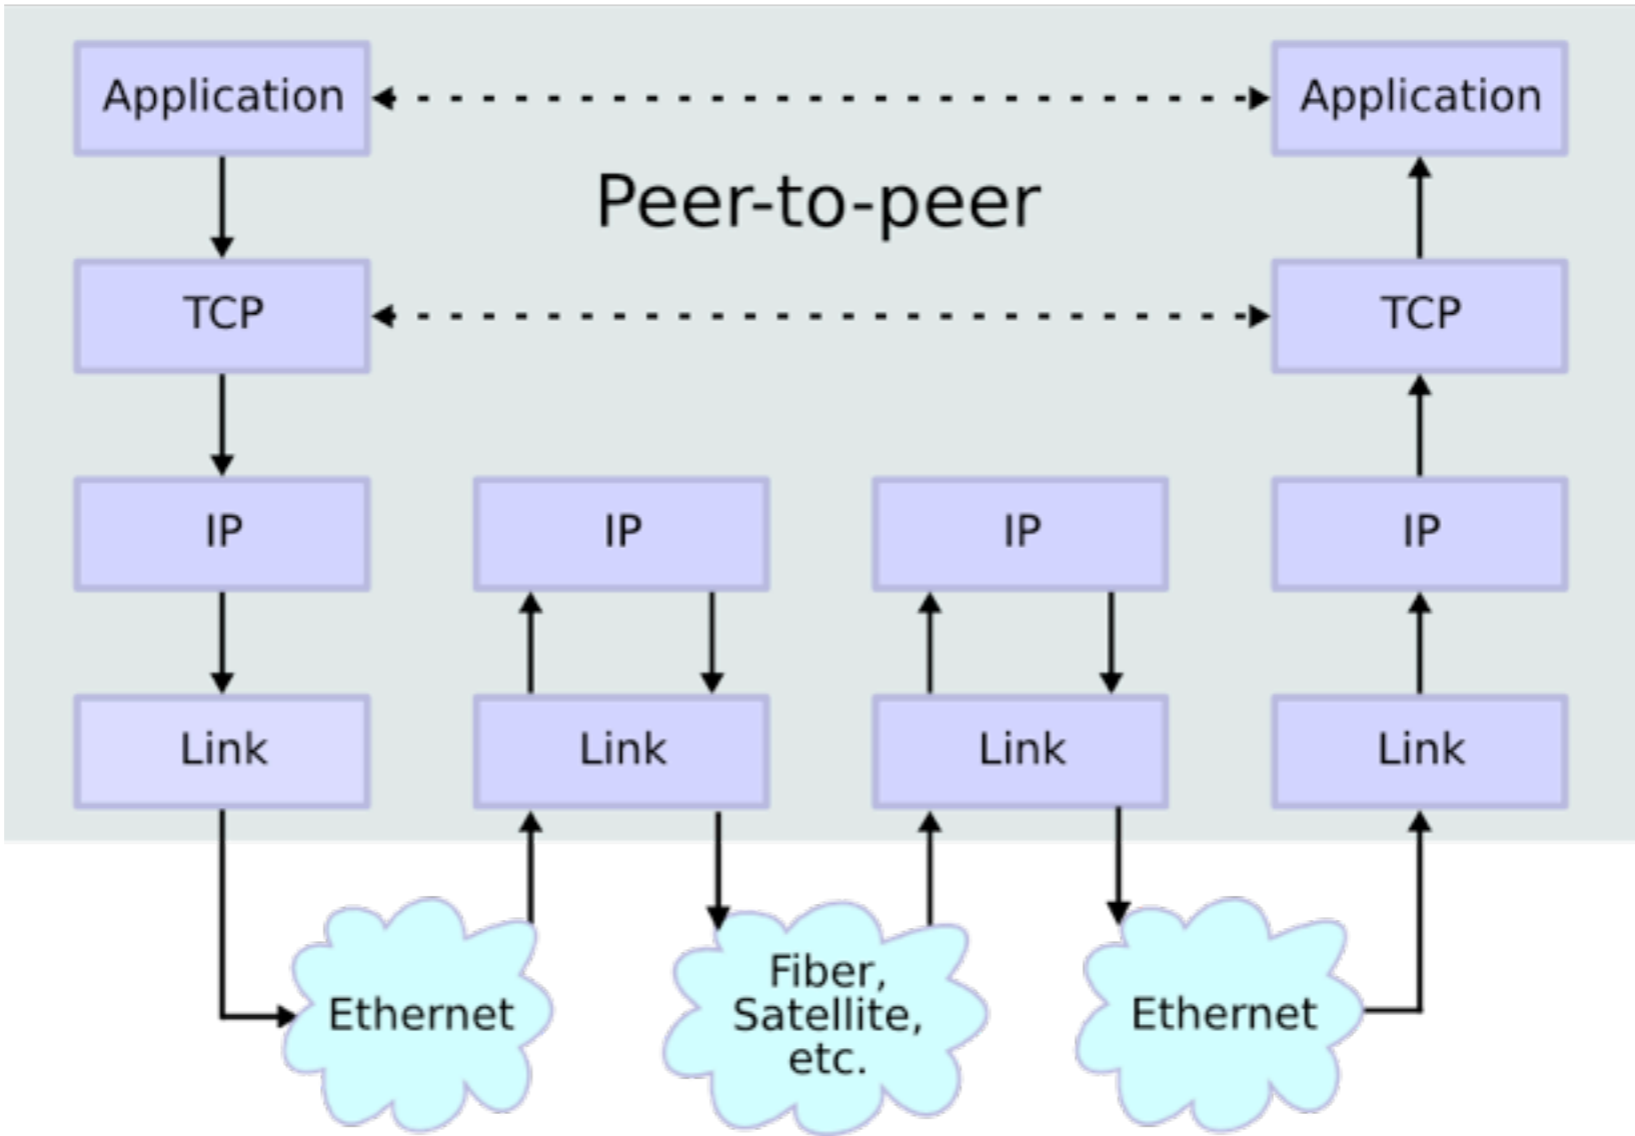 Application
Application
Peer-to-peer
TCP
TCP
IP
IP
IP
IP
Link
Link
Link
Link
Ethernet
Fiber,
Satellite,
etc.
Ethernet